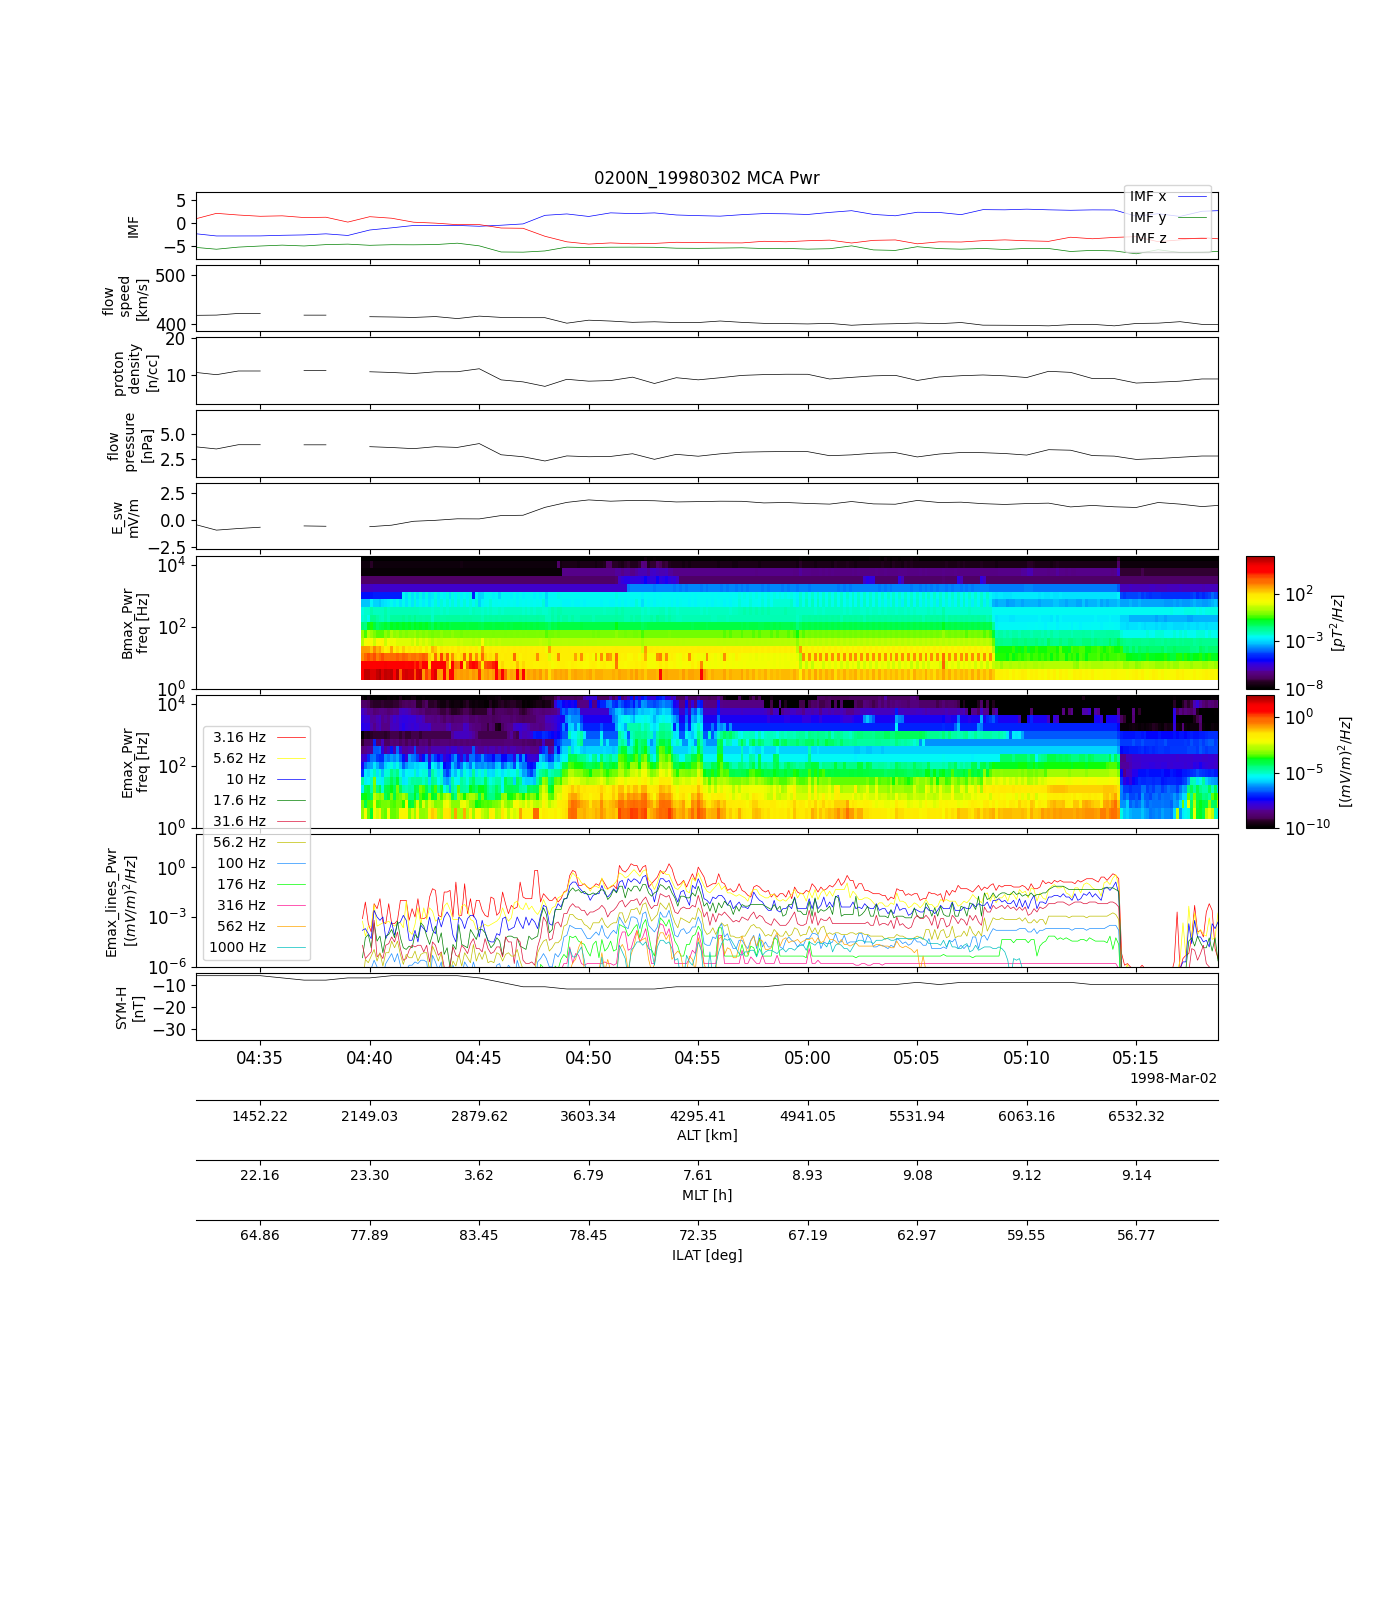 0200N_19980302 MCA Pwr
IMF
5
0
−5
IMF x
IMF y
IMF z
flow
speed
[km/s]
500
400
proton
density
[n/cc]
20
10
flow
pressure
[nPa]
5.0
2.5
E_sw
mV/m
2.5
0.0
−2.5
Bmax_Pwr
freq [Hz]
10^4
10^2
10^0
10^2
10^−3
10^−8
[pT^2/Hz]
Emax_Pwr
freq [Hz]
10^4
10^2
10^0
10^0
10^−5
10^−10
[(mV/m)^2/Hz]
3.16 Hz
5.62 Hz
10 Hz
17.6 Hz
31.6 Hz
56.2 Hz
100 Hz
176 Hz
316 Hz
562 Hz
1000 Hz
Emax_lines_Pwr
[(mV/m)^2/Hz]
10^0
10^−3
10^−6
SYM-H
[nT]
−10
−20
−30
04:35 04:40 04:45 04:50 04:55 05:00 05:05 05:10 05:15
1998-Mar-02
1452.22 2149.03 2879.62 3603.34 4295.41 4941.05 5531.94 6063.16 6532.32
ALT [km]
22.16 23.30 3.62 6.79 7.61 8.93 9.08 9.12 9.14
MLT [h]
64.86 77.89 83.45 78.45 72.35 67.19 62.97 59.55 56.77
ILAT [deg]